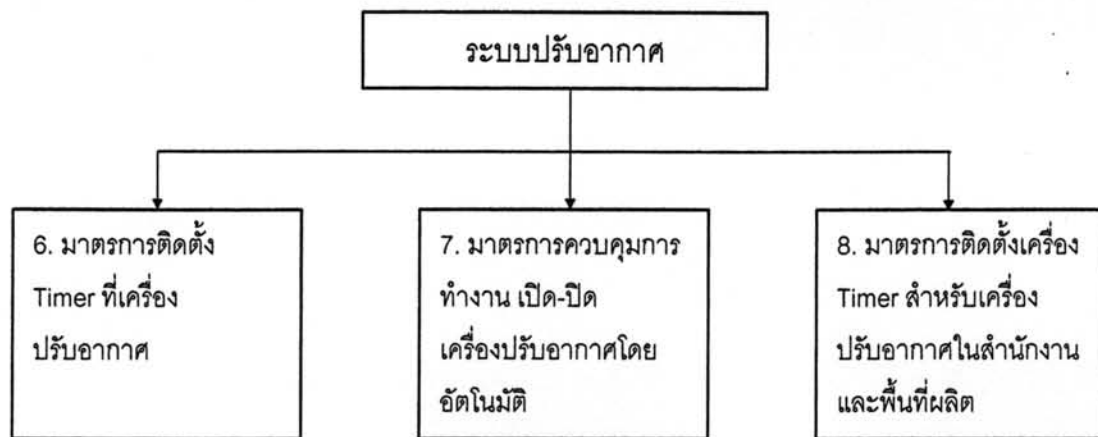 ระบบปรับอากาศ
6. มาตรการติดตั้ง
Timer ที่เครื่อง
ปรับอากาศ
7. มาตรการควบคุมการ
ทำงาน เปิด-ปิด
เครื่องปรับอากาศโดย
อัตโนมัติ
8. มาตรการติดตั้งเครื่อง
Timer สำหรับเครื่อง
ปรับอากาศในสำนักงาน
และพื้นที่ผลิต